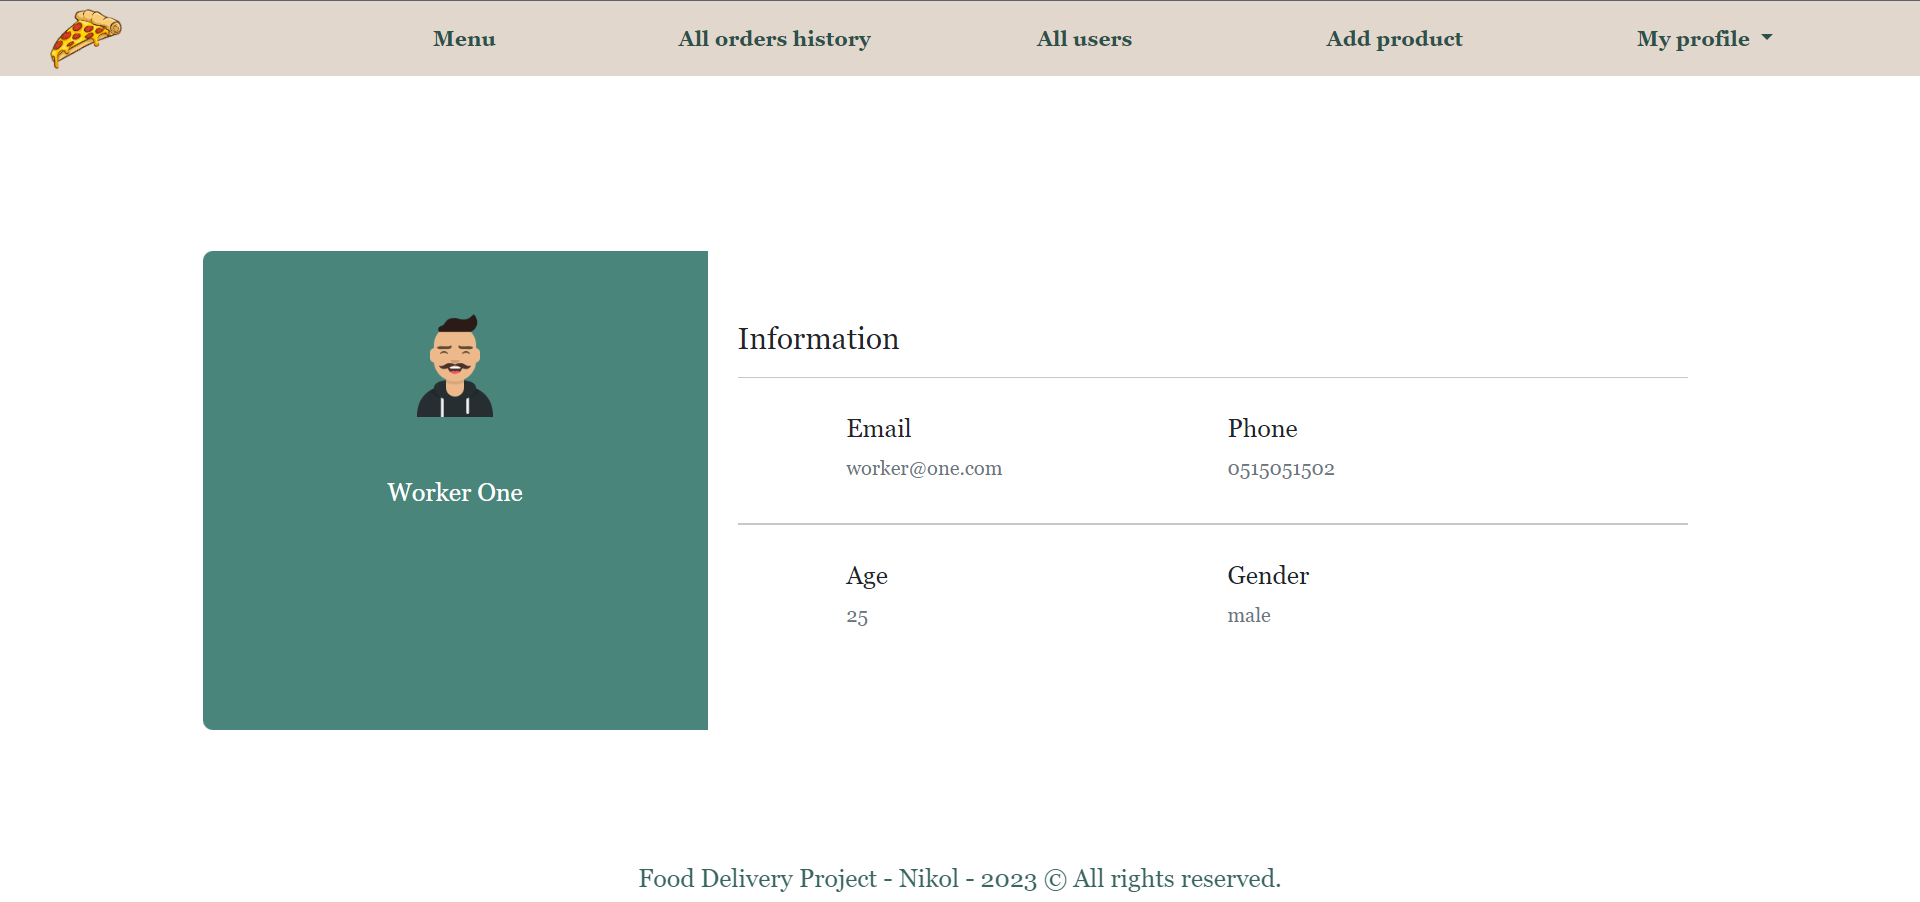 Menu All orders history All users Add product My profile
Information
Worker One
Email Phone
worker@one.com 0515051502
Age Gender
25 male
Food Delivery Project - Nikol - 2023 © All rights reserved.